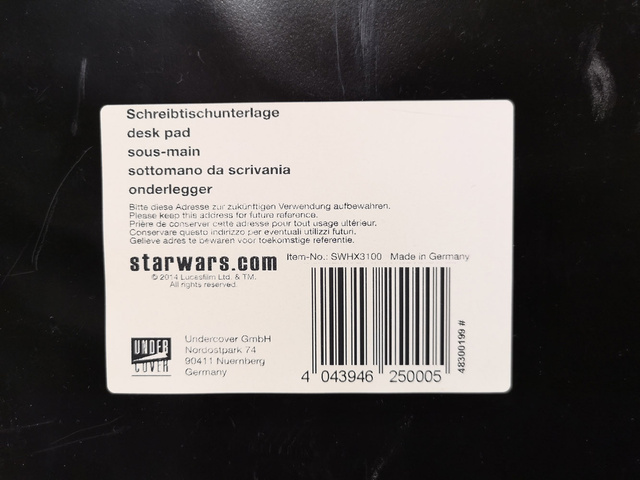 Schreibtischunterlage
desk pad
sous-main
sottomano da scrivania
onderlegger
Bitte diese Adresse zur zukünftigen Verwendung aufbewahren.
Please keep this address for future reference.
Prière de conserver cette adresse pour tout usage ultérieur.
Conservare questo indirizzo per eventuali utilizzi futuri.
Gelieve adres te bewaren voor toekomstige referentie.
starwars.com
© 2014 Lucasfilm Ltd. & TM.
All rights reserved.
Item-No.: SWHX3100 Made in Germany
UNDER
COVER
Undercover GmbH
Nordostpark 74
90411 Nuernberg
Germany
4 043946 250005
48300199 #